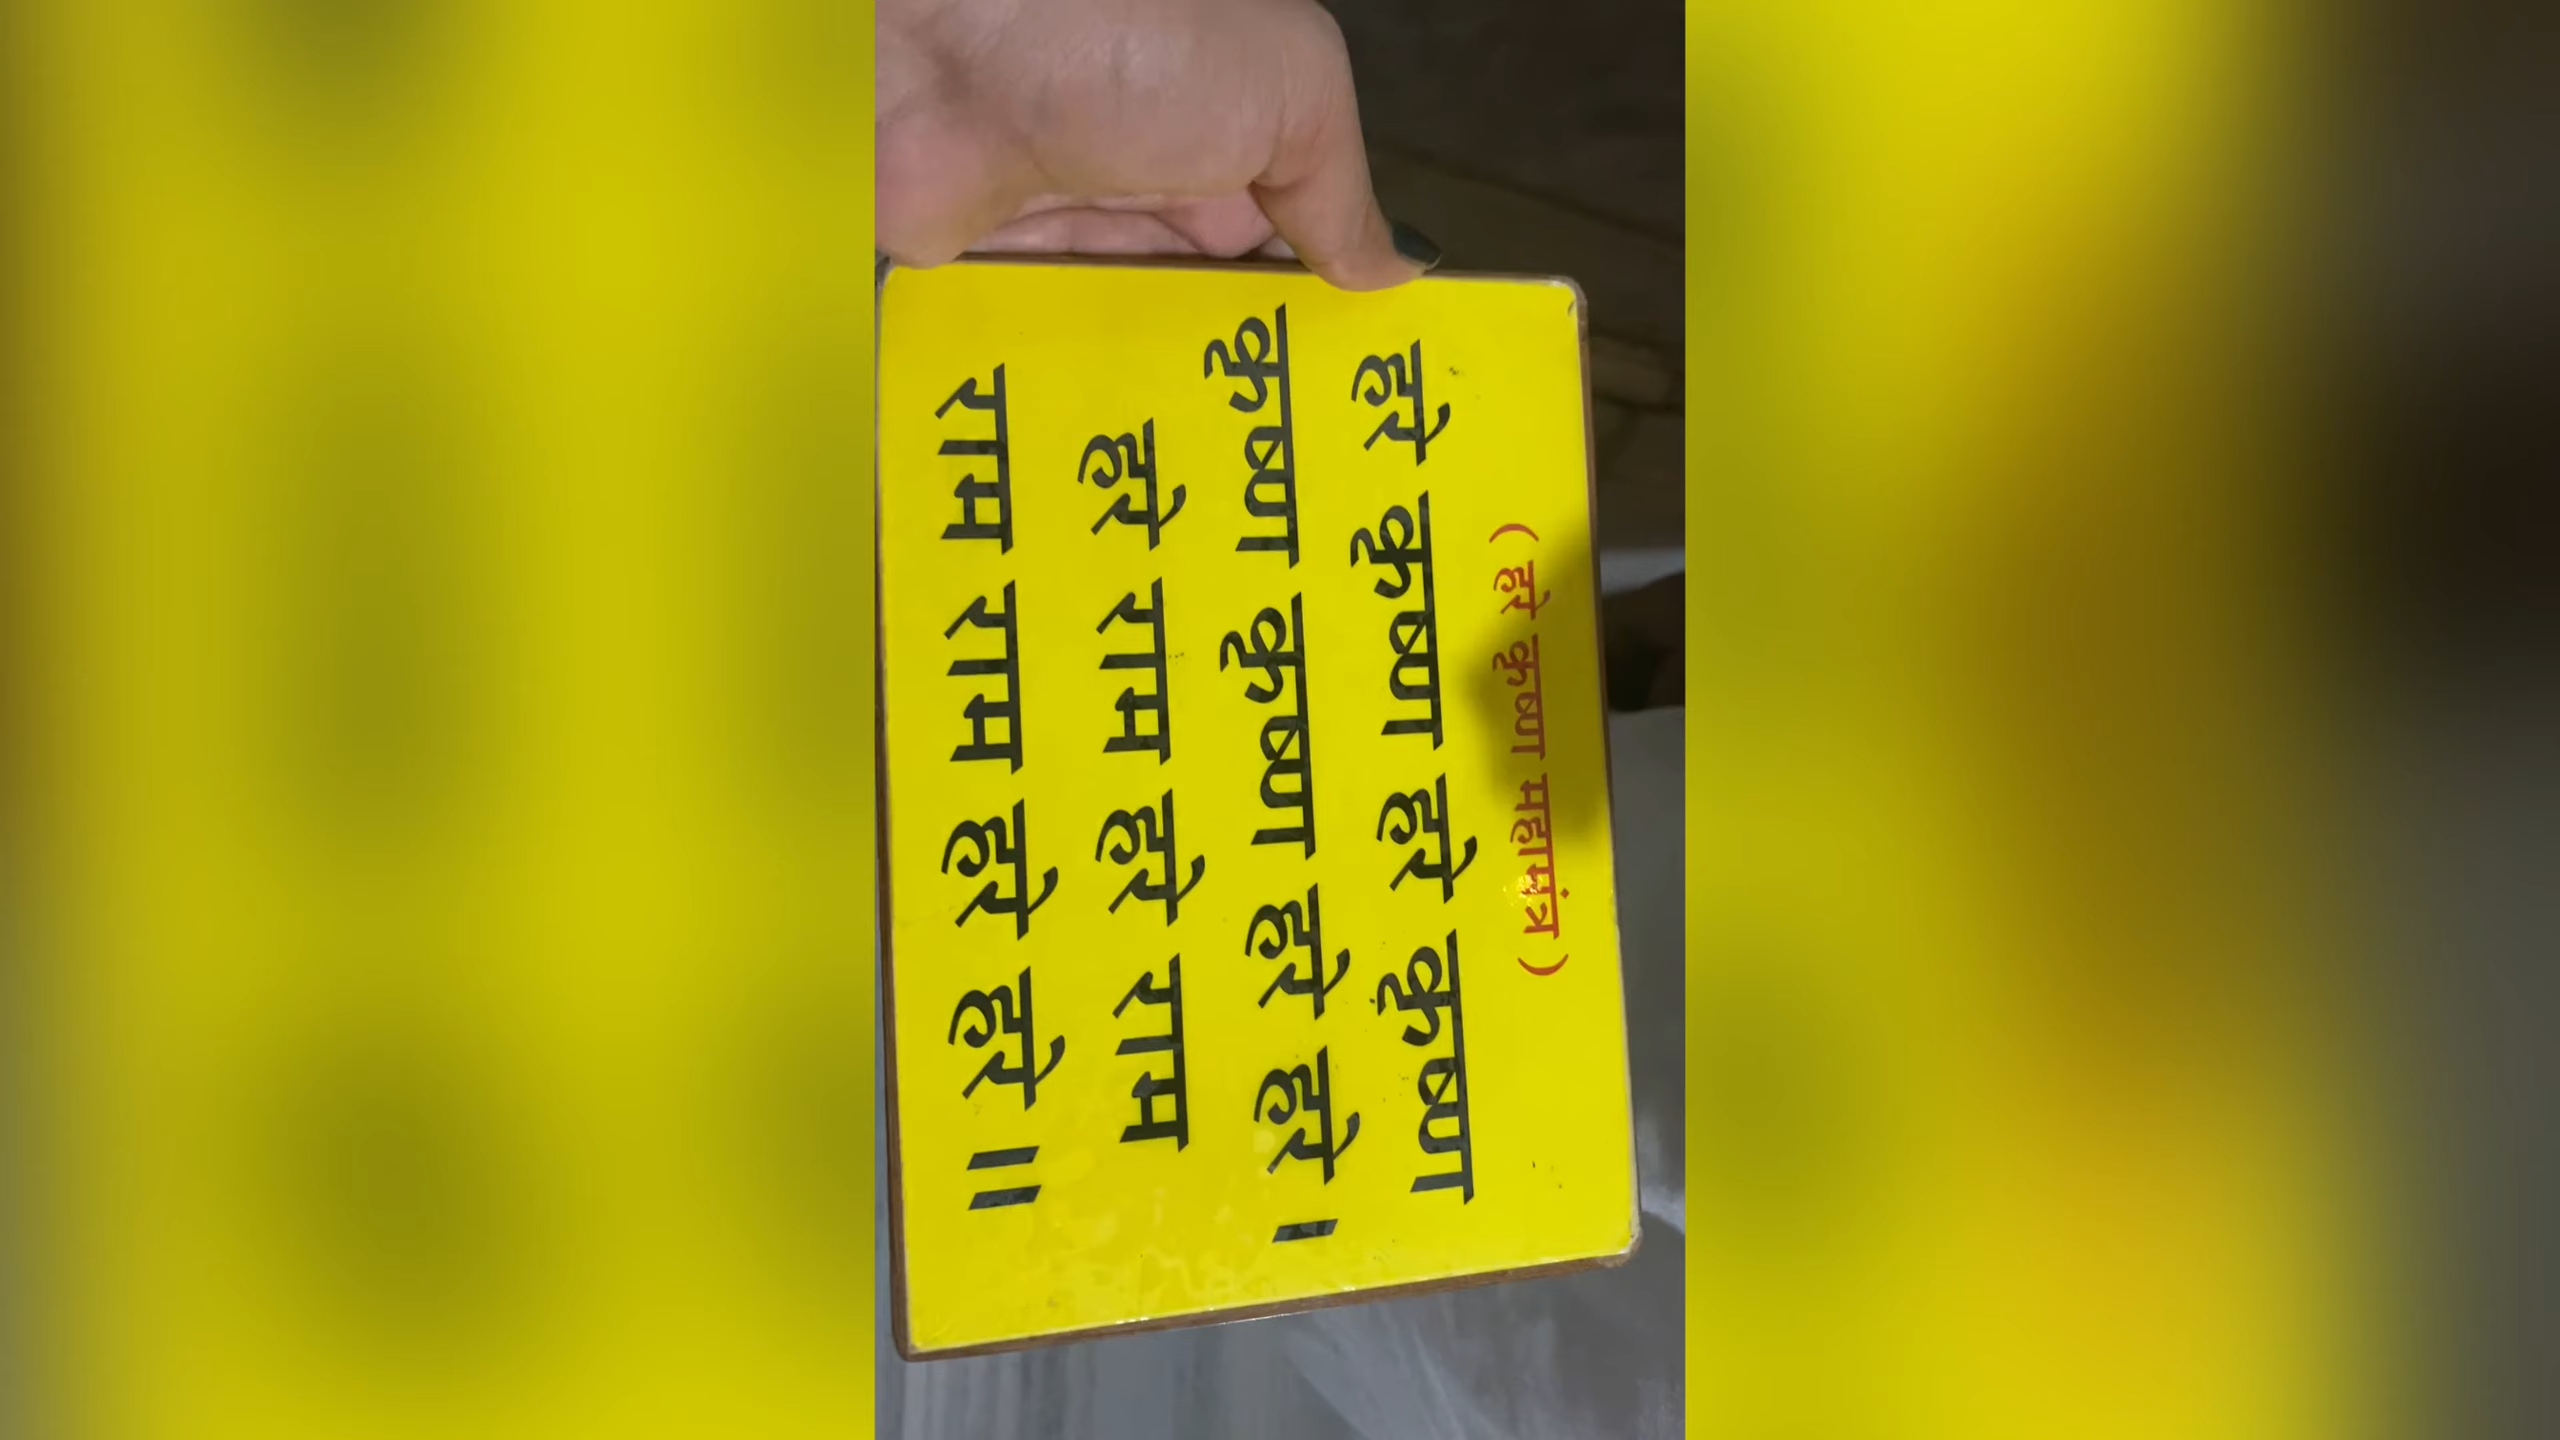 ( हरे कृष्ण महामंत्र )
हरे कृष्ण हरे कृष्ण
कृष्ण कृष्ण हरे हरे ।
हरे राम हरे राम
राम राम हरे हरे ॥